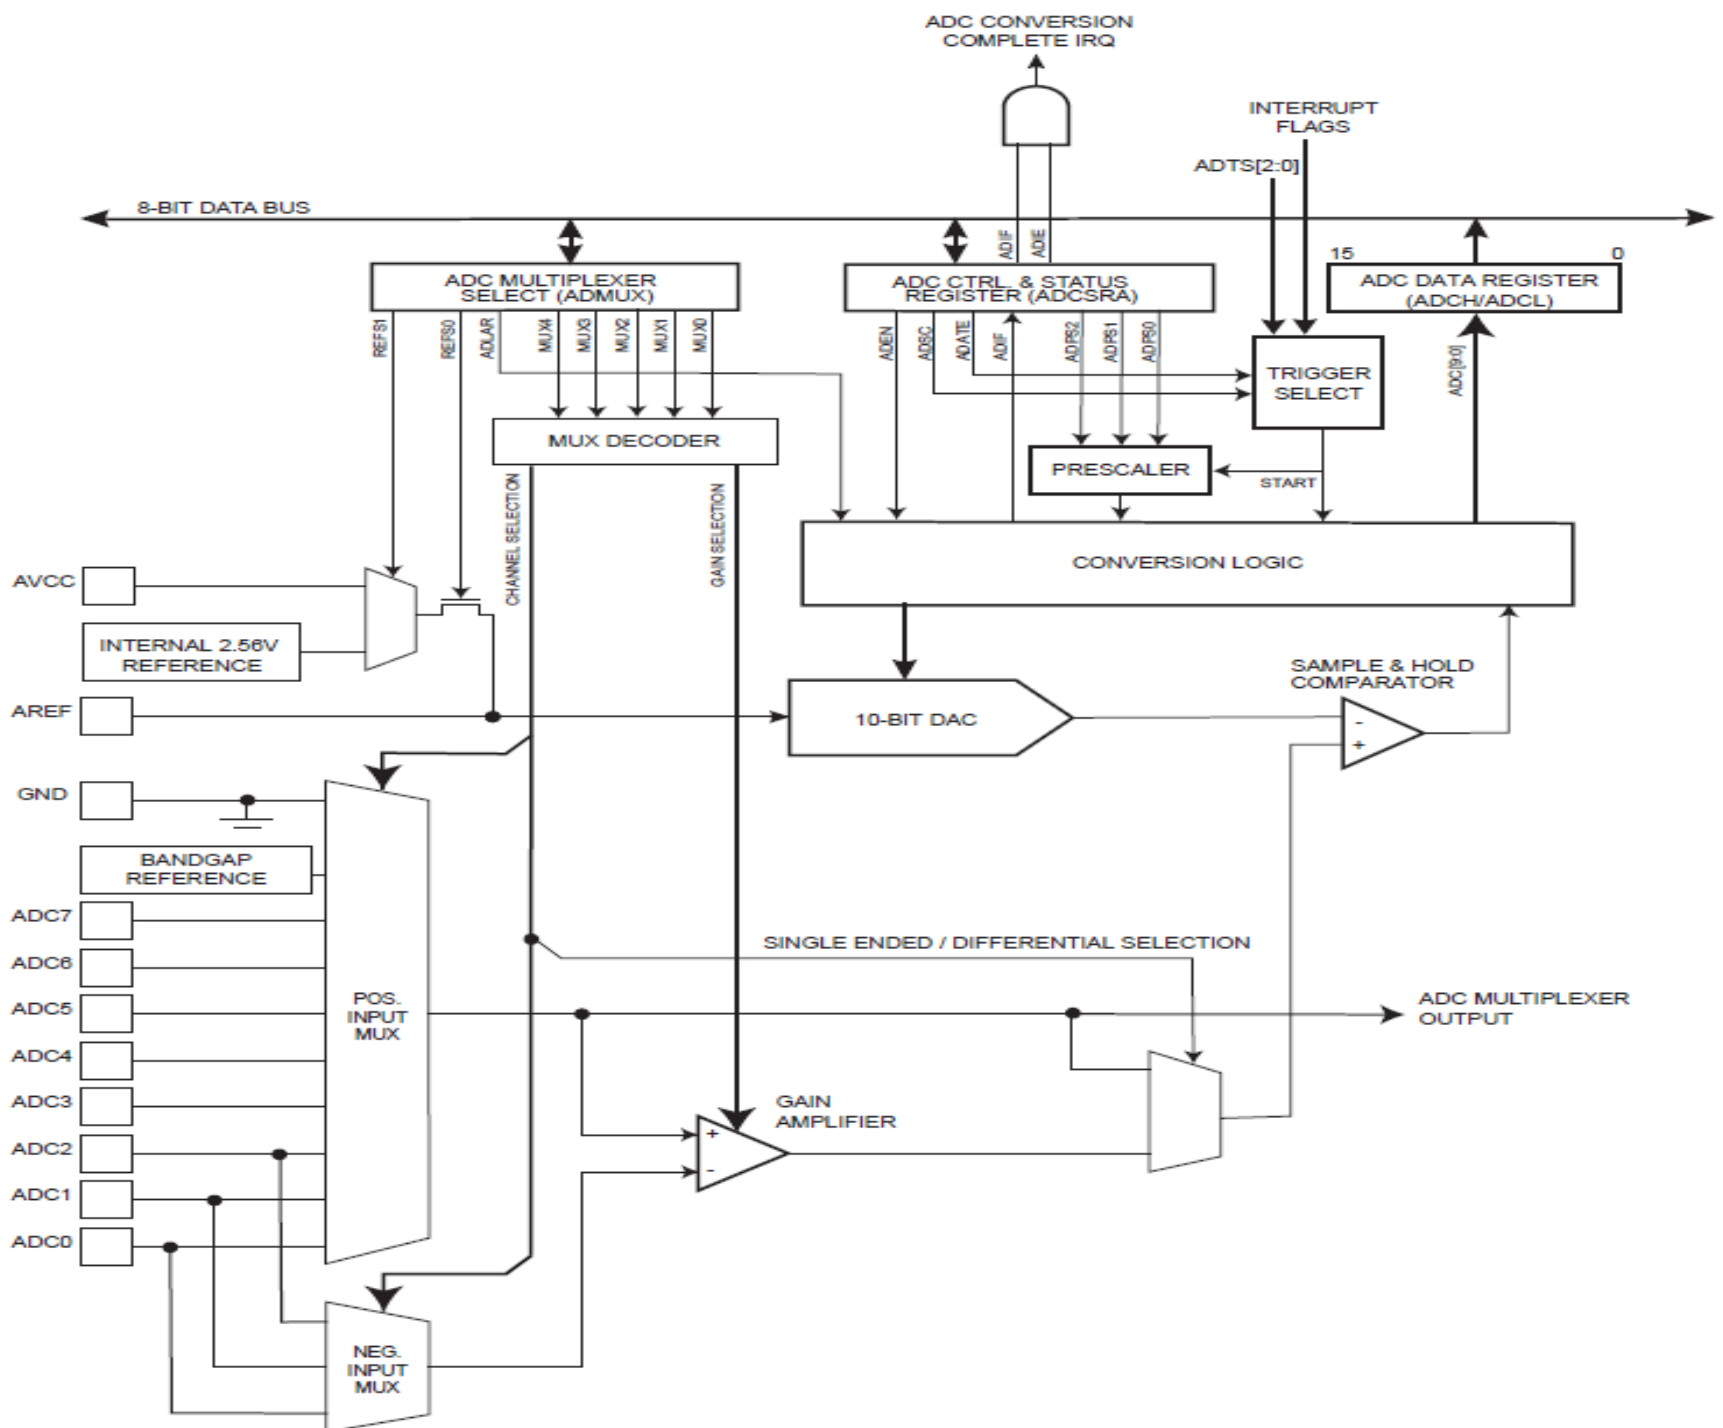 ADC CONVERSION
COMPLETE IRQ
INTERRUPT
FLAGS
ADTS[2:0]
8-BIT DATA BUS
ADIF
ADIE
15
0
ADC MULTIPLEXER
SELECT (ADMUX)
ADC CTRL. & STATUS
REGISTER (ADCSRA)
ADC DATA REGISTER
(ADCH/ADCL)
REFS1
REFS0
ADLAR
MUX4
MUX3
MUX2
MUX1
MUX0
ADEN
ADSC
ADATE
ADIF
ADPS2
ADPS1
ADPS0
TRIGGER
SELECT
ADC[9:0]
MUX DECODER
PRESCALER
START
CHANNEL SELECTION
GAIN SELECTION
CONVERSION LOGIC
AVCC
INTERNAL 2.56V
REFERENCE
AREF
10-BIT DAC
SAMPLE & HOLD
COMPARATOR
-
+
GND
BANDGAP
REFERENCE
ADC7
ADC6
ADC5
ADC4
ADC3
ADC2
ADC1
ADC0
POS.
INPUT
MUX
SINGLE ENDED / DIFFERENTIAL SELECTION
ADC MULTIPLEXER
OUTPUT
GAIN
AMPLIFIER
+
-
NEG.
INPUT
MUX